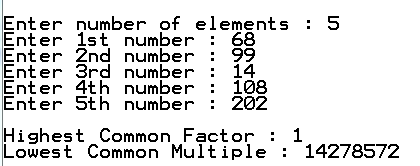 Enter number of elements : 5
Enter 1st number : 68
Enter 2nd number : 99
Enter 3rd number : 14
Enter 4th number : 108
Enter 5th number : 202
Highest Common Factor : 1
Lowest Common Multiple : 14278572